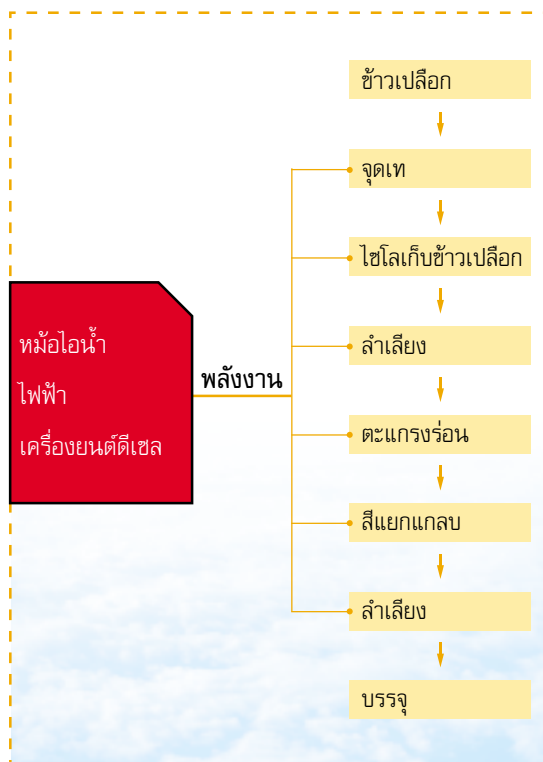 ข้าวเปลือก
จุดเท
ไซโลเก็บข้าวเปลือก
ลำเลียง
ตะแกรงร่อน
สีแยกแกลบ
ลำเลียง
บรรจุ
พลังงาน
หม้อไอน้ำ
ไฟฟ้า
เครื่องยนต์ดีเซล